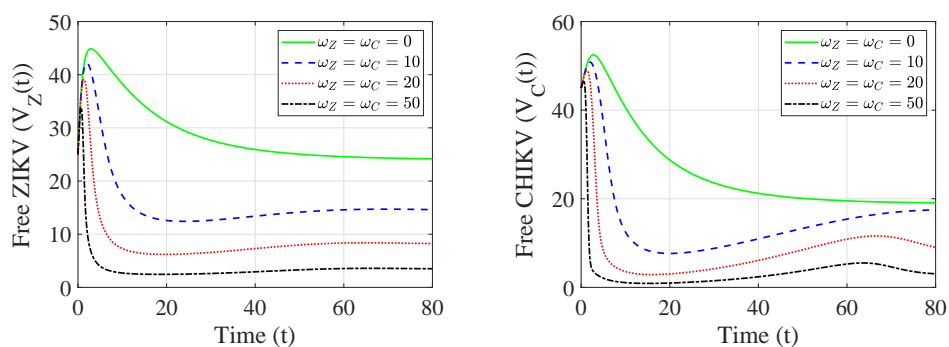 Free ZIKV (V_Z(t))
50
40
30
20
10
0
ω_Z = ω_C = 0
ω_Z = ω_C = 10
ω_Z = ω_C = 20
ω_Z = ω_C = 50
0 20 40 60 80
Time (t)
Free CHIKV (V_C(t))
60
40
20
0
ω_Z = ω_C = 0
ω_Z = ω_C = 10
ω_Z = ω_C = 20
ω_Z = ω_C = 50
0 20 40 60 80
Time (t)